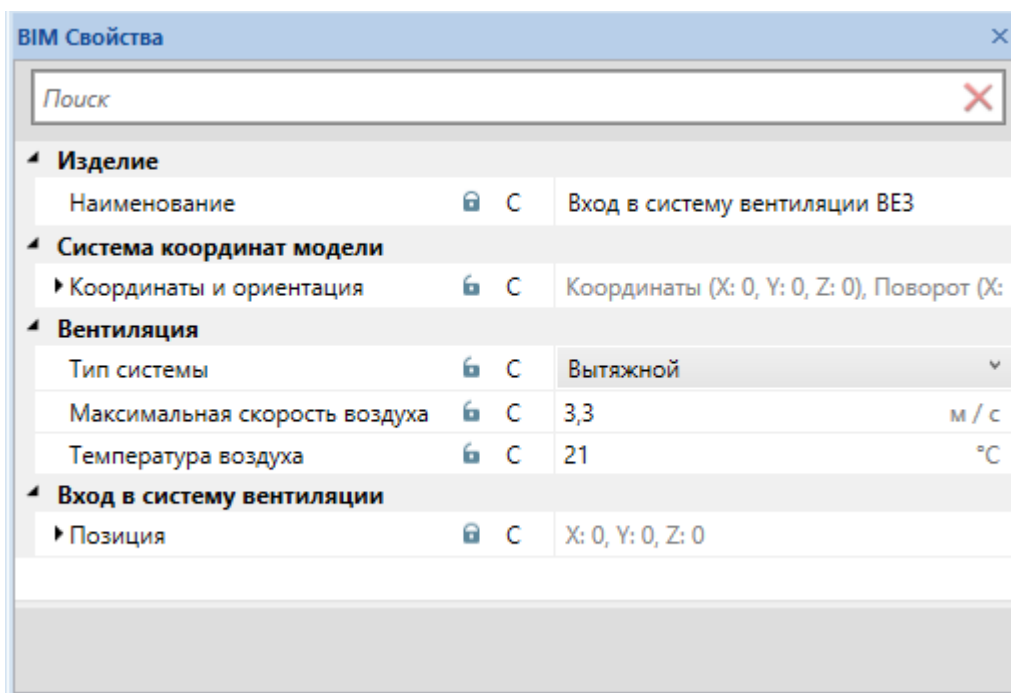 BIM Свойства
Поиск
Изделие
Наименование С Вход в систему вентиляции ВЕ3
Система координат модели
Координаты и ориентация С Координаты (X: 0, Y: 0, Z: 0), Поворот (X:
Вентиляция
Тип системы С Вытяжной
Максимальная скорость воздуха С 3,3 м / с
Температура воздуха С 21 °C
Вход в систему вентиляции
Позиция С X: 0, Y: 0, Z: 0